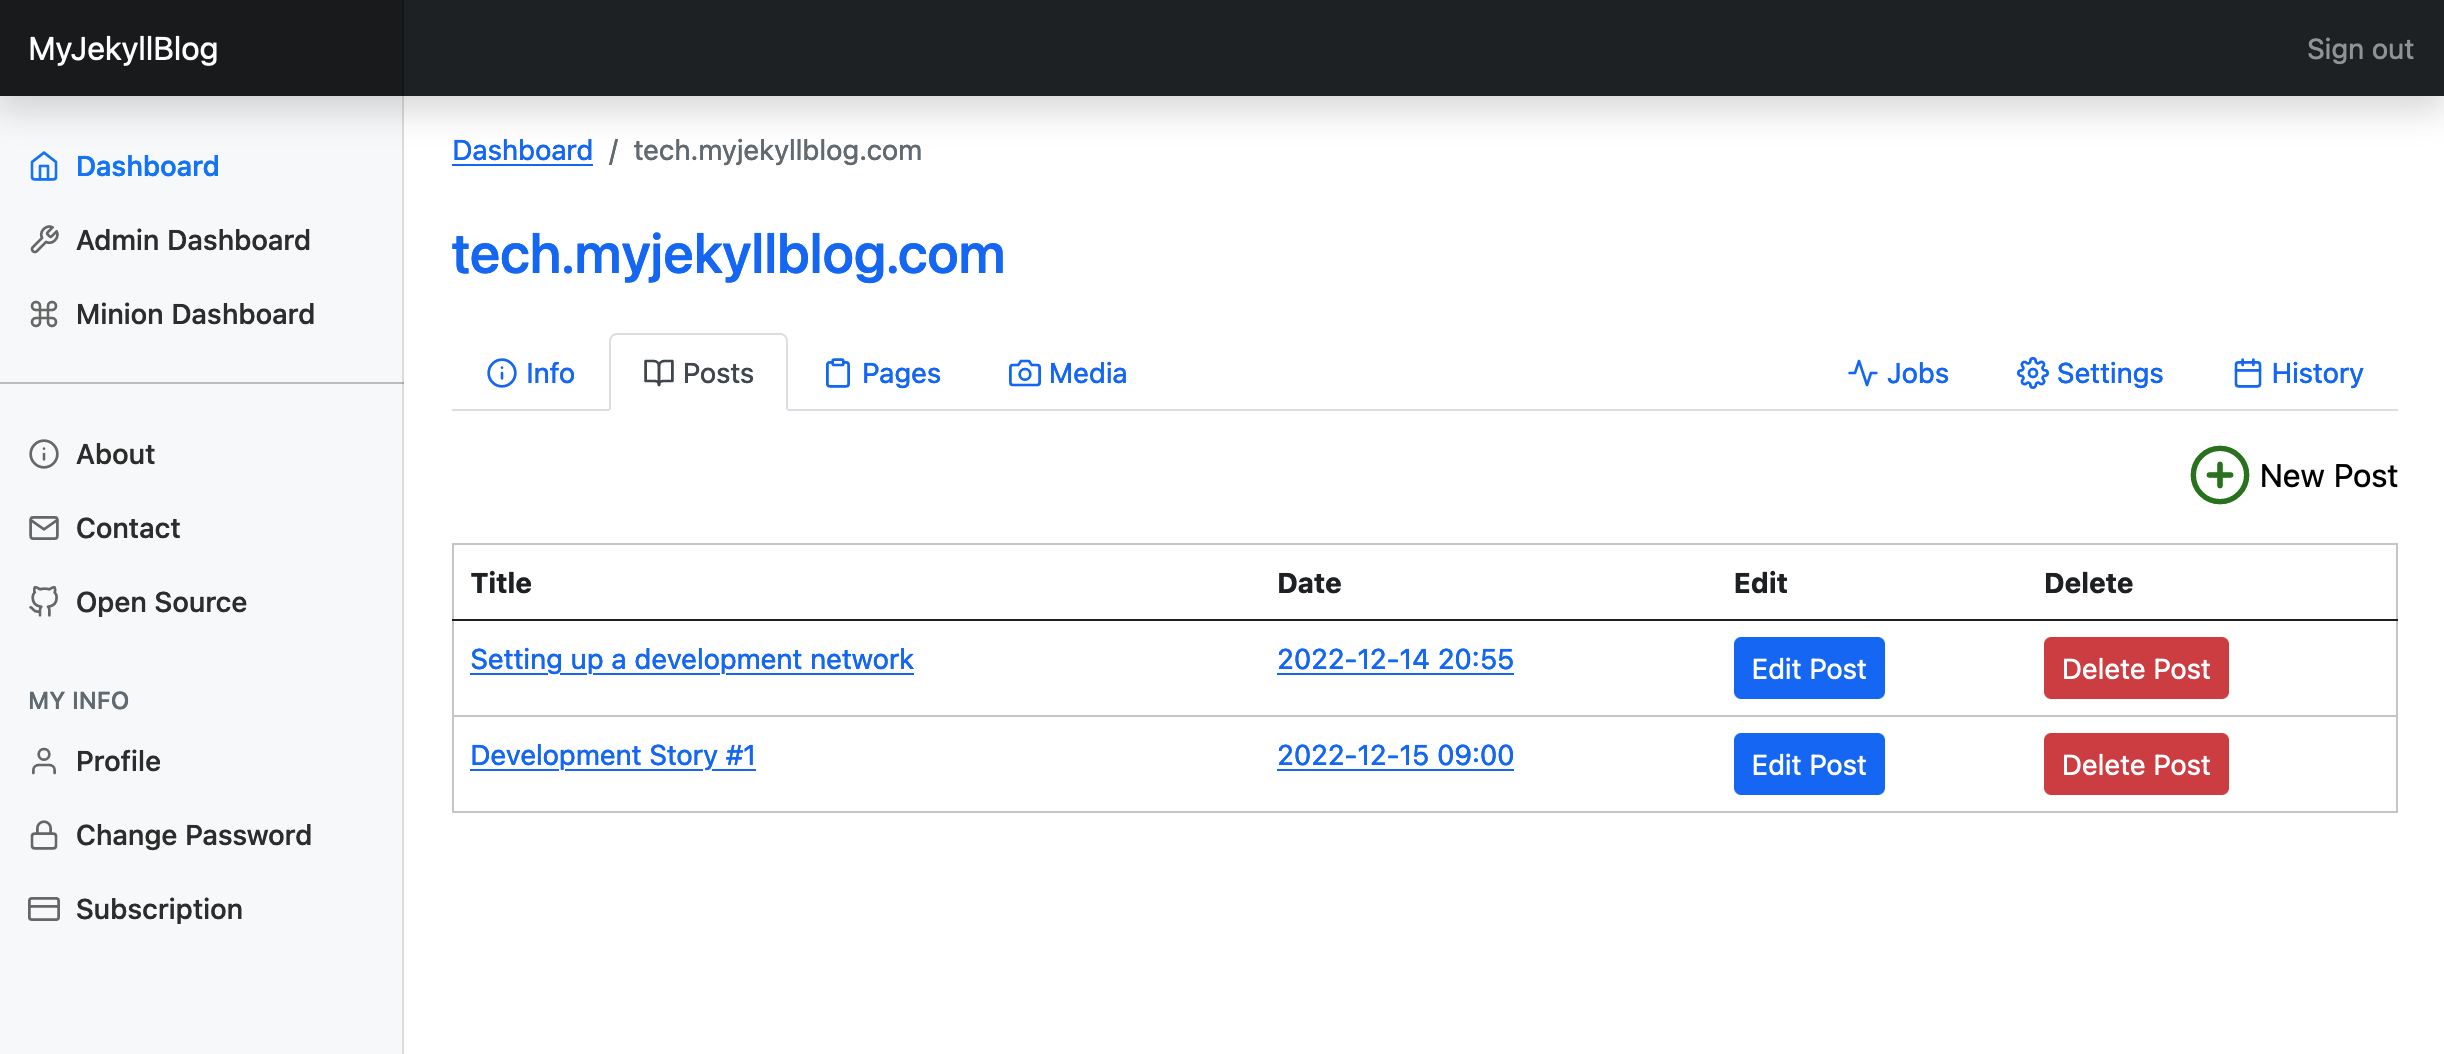 MyJekyllBlog
Sign out
Dashboard
Admin Dashboard
Minion Dashboard
About
Contact
Open Source
MY INFO
Profile
Change Password
Subscription
Dashboard / tech.myjekyllblog.com
tech.myjekyllblog.com
Info Posts Pages Media Jobs Settings History
New Post
Title Date Edit Delete
Setting up a development network 2022-12-14 20:55 Edit Post Delete Post
Development Story #1 2022-12-15 09:00 Edit Post Delete Post